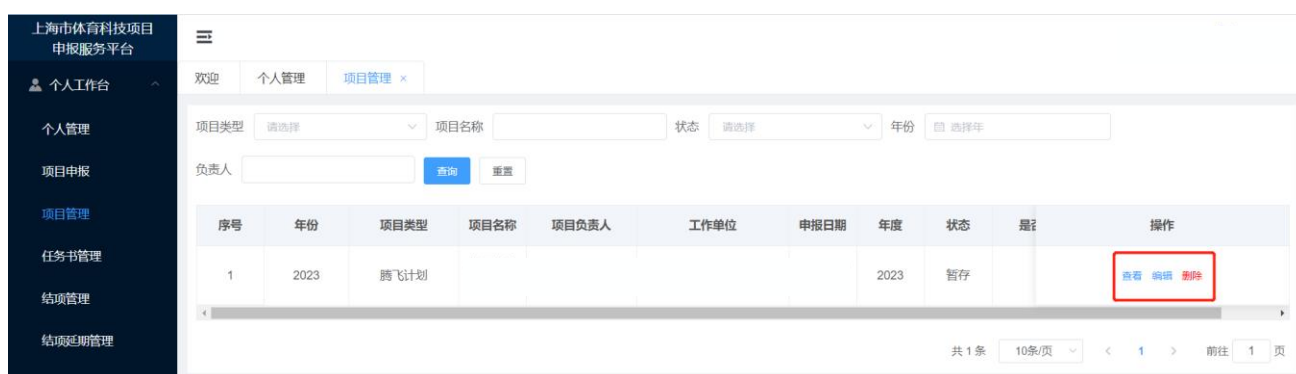 上海市体育科技项目
申报服务平台
个人工作台
个人管理
项目申报
项目管理
任务书管理
结项管理
结项延期管理
欢迎 个人管理 项目管理 ×
项目类型 请选择 项目名称 状态 请选择 年份 选择年
负责人 查询 重置
序号 年份 项目类型 项目名称 项目负责人 工作单位 申报日期 年度 状态 是否 操作
1 2023 腾飞计划 2023 暂存 查看 编辑 删除
共 1 条 10条/页 < 1 > 前往 1 页